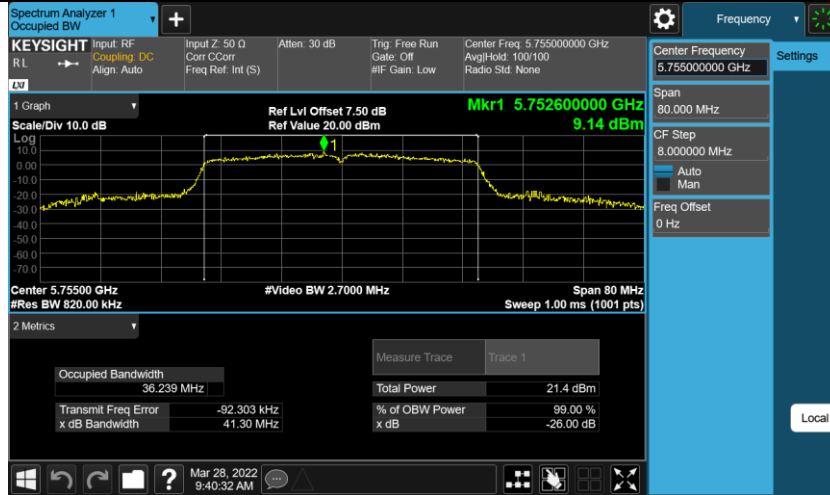 Spectrum Analyzer 1
Occupied BW
Frequency
KEYSIGHT
RL
LXI
Input: RF
Coupling: DC
Align: Auto
Input Z: 50 Ω
Corr CCorr
Freq Ref: Int (S)
Atten: 30 dB
Trig: Free Run
Gate: Off
#IF Gain: Low
Center Freq: 5.755000000 GHz
Avg|Hold: 100/100
Radio Std: None
Center Frequency
5.755000000 GHz
Settings
Span
80.000 MHz
CF Step
8.000000 MHz
Auto
Man
Freq Offset
0 Hz
Local
1 Graph
Scale/Div 10.0 dB
Ref Lvl Offset 7.50 dB
Ref Value 20.00 dBm
Mkr1 5.752600000 GHz
9.14 dBm
Log
10.0
0.00
-10.0
-20.0
-30.0
-40.0
-50.0
-60.0
-70.0
1
Center 5.75500 GHz
#Res BW 820.00 kHz
#Video BW 2.7000 MHz
Span 80 MHz
Sweep 1.00 ms (1001 pts)
2 Metrics
Measure Trace Trace 1
Occupied Bandwidth
36.239 MHz
Total Power 21.4 dBm
Transmit Freq Error -92.303 kHz
% of OBW Power 99.00 %
x dB Bandwidth 41.30 MHz
x dB -26.00 dB
?
Mar 28, 2022
9:40:32 AM